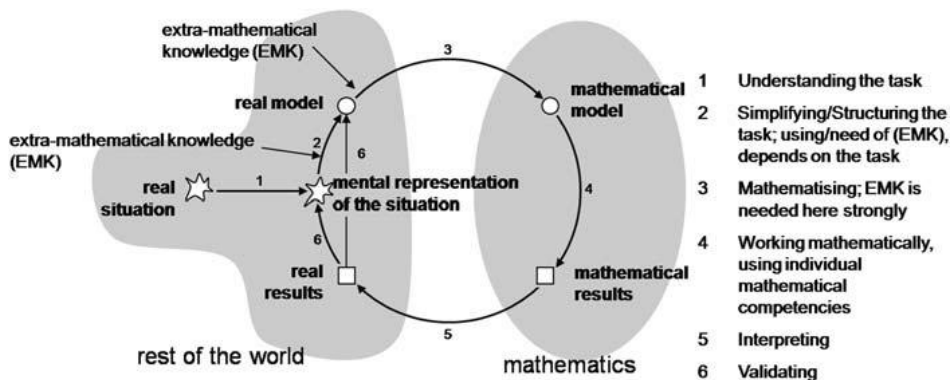 extra-mathematical
knowledge (EMK)
3
real model
mathematical
model
extra-mathematical knowledge
(EMK)
2
6
real
situation
1
mental representation
of the situation
4
6
real
results
mathematical
results
5
rest of the world
mathematics
1 Understanding the task
2 Simplifying/Structuring the
task; using/need of (EMK),
depends on the task
3 Mathematising; EMK is
needed here strongly
4 Working mathematically,
using individual
mathematical
competencies
5 Interpreting
6 Validating